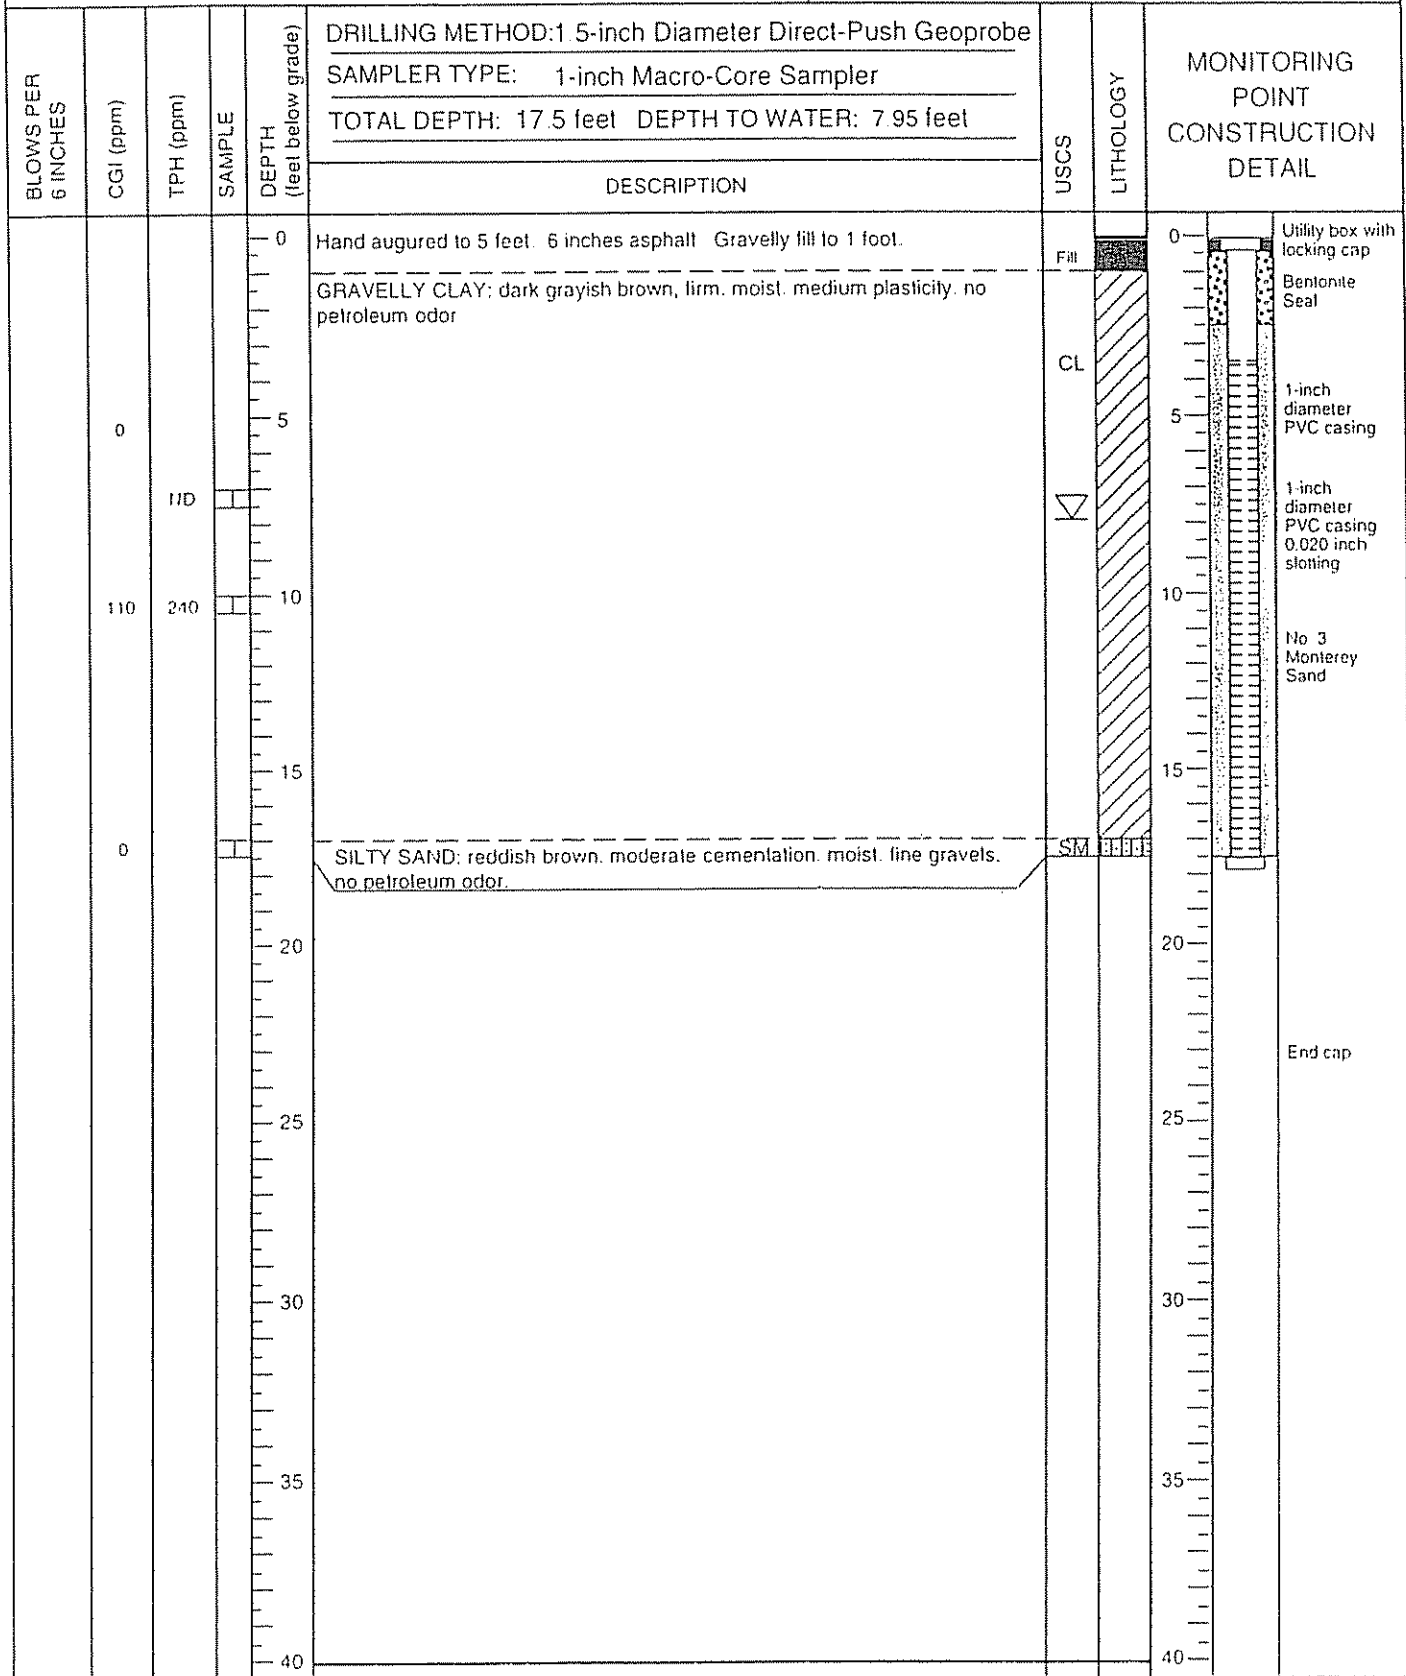 BLOWS PER
6 INCHES
CGI (ppm)
TPH (ppm)
SAMPLE
DEPTH
(feet below grade)
DRILLING METHOD:1.5-inch Diameter Direct-Push Geoprobe
SAMPLER TYPE: 1-inch Macro-Core Sampler
TOTAL DEPTH: 17.5 feet DEPTH TO WATER: 7.95 feet
DESCRIPTION
USCS
LITHOLOGY
MONITORING
POINT
CONSTRUCTION
DETAIL
0
Hand augured to 5 feet. 6 inches asphalt Gravelly fill to 1 foot.
Fill
GRAVELLY CLAY: dark grayish brown, firm. moist. medium plasticity. no
petroleum odor
CL
0
5
ND
110
240
10
15
0
SILTY SAND: reddish brown. moderate cementation. moist. fine gravels.
no petroleum odor.
SM
20
25
30
35
40
0
Utility box with
locking cap
Bentonite
Seal
5
1-inch
diameter
PVC casing
1-inch
diameter
PVC casing
0.020 inch
slotting
10
No 3
Monterey
Sand
15
20
End cap
25
30
35
40